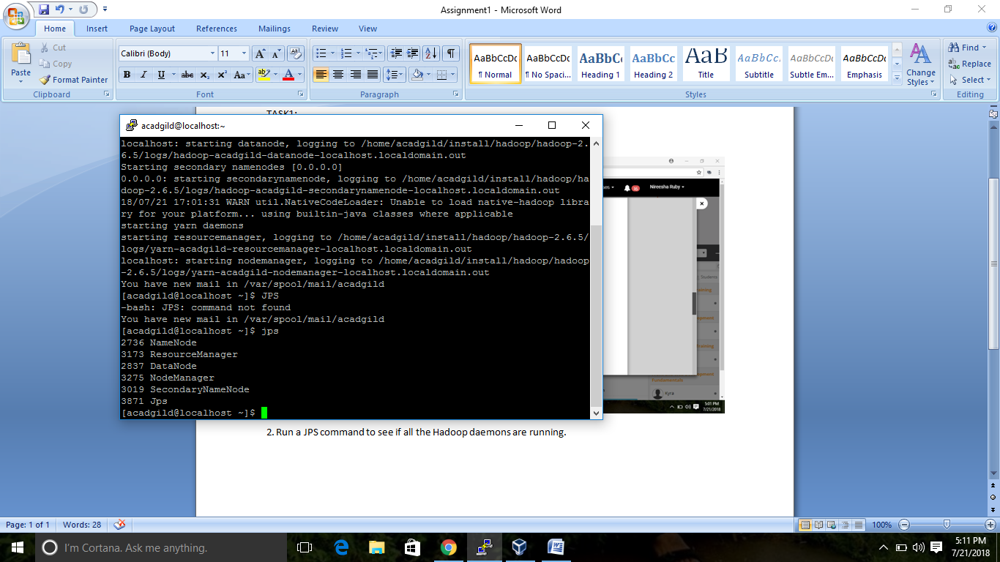 Assignment1 - Microsoft Word
Home Insert Page Layout References Mailings Review View
Paste
Cut
Copy
Format Painter
Clipboard
Calibri (Body) 11
Font
Paragraph
AaBbCcDc AaBbCcDc AaBbC AaBbCc AaB AaBbCc. AaBbCcDc AaBbCcDc
¶ Normal ¶ No Spaci... Heading 1 Heading 2 Title Subtitle Subtle Em... Emphasis
Change Styles
Styles
Find
Replace
Select
Editing
TASK1:
acadgild@localhost:~
localhost: starting datanode, logging to /home/acadgild/install/hadoop/hadoop-2.
6.5/logs/hadoop-acadgild-datanode-localhost.localdomain.out
Starting secondary namenodes [0.0.0.0]
0.0.0.0: starting secondarynamenode, logging to /home/acadgild/install/hadoop/ha
doop-2.6.5/logs/hadoop-acadgild-secondarynamenode-localhost.localdomain.out
18/07/21 17:01:31 WARN util.NativeCodeLoader: Unable to load native-hadoop libra
ry for your platform... using builtin-java classes where applicable
starting yarn daemons
starting resourcemanager, logging to /home/acadgild/install/hadoop/hadoop-2.6.5/
logs/yarn-acadgild-resourcemanager-localhost.localdomain.out
localhost: starting nodemanager, logging to /home/acadgild/install/hadoop/hadoop
-2.6.5/logs/yarn-acadgild-nodemanager-localhost.localdomain.out
You have new mail in /var/spool/mail/acadgild
[acadgild@localhost ~]$ JPS
-bash: JPS: command not found
You have new mail in /var/spool/mail/acadgild
[acadgild@localhost ~]$ jps
2736 NameNode
3173 ResourceManager
2837 DataNode
3275 NodeManager
3019 SecondaryNameNode
3871 Jps
[acadgild@localhost ~]$
Nireesha Ruby
Students
Fundamentals
Kyra
5:01 PM
7/21/2018
2. Run a JPS command to see if all the Hadoop daemons are running.
Page: 1 of 1 Words: 28 100%
I'm Cortana. Ask me anything.
5:11 PM
7/21/2018